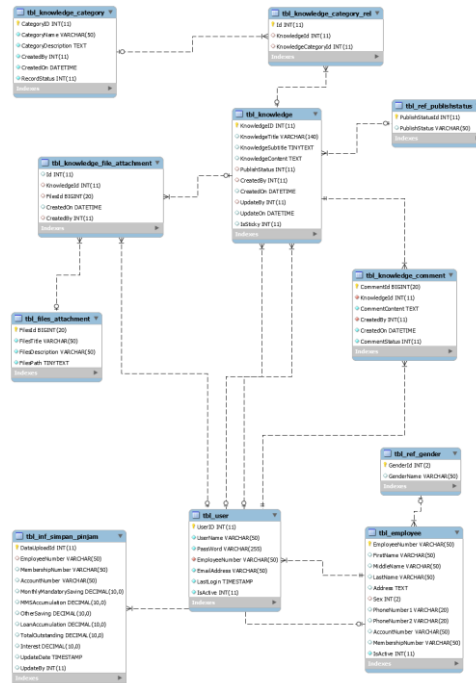 tbl_knowledge_category
CategoryID INT(11)
CategoryName VARCHAR(50)
CategoryDescription TEXT
CreatedBy INT(11)
CreatedOn DATETIME
RecordStatus INT(11)
Indexes
tbl_knowledge_category_rel
Id INT(11)
KnowledgeId INT(11)
KnowledgeCategoryId INT(11)
Indexes
tbl_knowledge
KnowledgeID INT(11)
KnowledgeTitle VARCHAR(140)
KnowledgeSubtitle TINYTEXT
KnowledgeContent TEXT
PublishStatus INT(11)
CreatedBy INT(11)
CreatedOn DATETIME
UpdateBy INT(11)
UpdateOn DATETIME
IsSticky INT(11)
Indexes
tbl_ref_publishstatus
PublishStatusId INT(11)
PublishStatus VARCHAR(50)
Indexes
tbl_knowledge_file_attachment
Id INT(11)
KnowledgeId INT(11)
FilesId BIGINT(20)
CreatedOn DATETIME
CreatedBy INT(11)
Indexes
tbl_files_attachment
FilesId BIGINT(20)
FilesTitle VARCHAR(50)
FilesDescription VARCHAR(50)
FilesPath TINYTEXT
Indexes
tbl_knowledge_comment
CommentId BIGINT(20)
KnowledgeId INT(11)
CommentContent TEXT
CreatedBy INT(11)
CreatedOn DATETIME
CommentStatus INT(11)
Indexes
tbl_ref_gender
GenderId INT(2)
GenderName VARCHAR(50)
Indexes
tbl_user
UserID INT(11)
UserName VARCHAR(50)
PassWord VARCHAR(255)
EmployeeNumber VARCHAR(50)
EmailAddress VARCHAR(50)
LastLogin TIMESTAMP
IsActive INT(11)
Indexes
tbl_inf_simpan_pinjam
DataUploadId INT(11)
EmployeeNumber VARCHAR(50)
MembershipNumber VARCHAR(50)
AccountNumber VARCHAR(50)
MonthlyMandatorySaving DECIMAL(10,0)
MMSAccumulation DECIMAL(10,0)
OtherSaving DECIMAL(10,0)
LoanAccumulation DECIMAL(10,0)
TotalOutstanding DECIMAL(10,0)
Interest DECIMAL(10,0)
UpdateDate TIMESTAMP
UpdateBy INT(11)
Indexes
tbl_employee
EmployeeNumber VARCHAR(50)
FirstName VARCHAR(50)
MiddleName VARCHAR(50)
LastName VARCHAR(50)
Address TEXT
Sex INT(2)
PhoneNumber1 VARCHAR(20)
PhoneNumber2 VARCHAR(20)
AccountNumber VARCHAR(50)
MembershipNumber VARCHAR(50)
IsActive INT(11)
Indexes